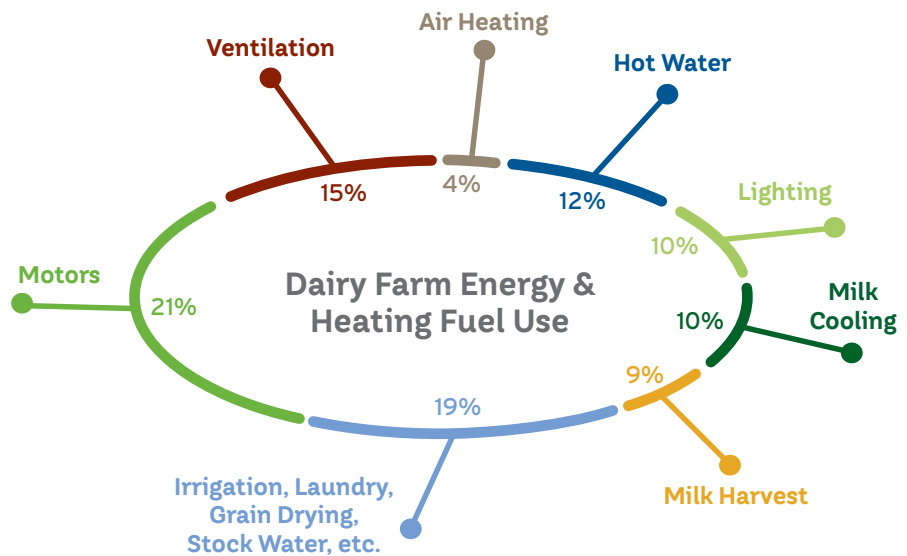 Air Heating
Ventilation
Hot Water
15%
4%
12%
Lighting
10%
Motors
21%
Dairy Farm Energy &
Heating Fuel Use
Milk
Cooling
10%
9%
19%
Milk Harvest
Irrigation, Laundry,
Grain Drying,
Stock Water, etc.